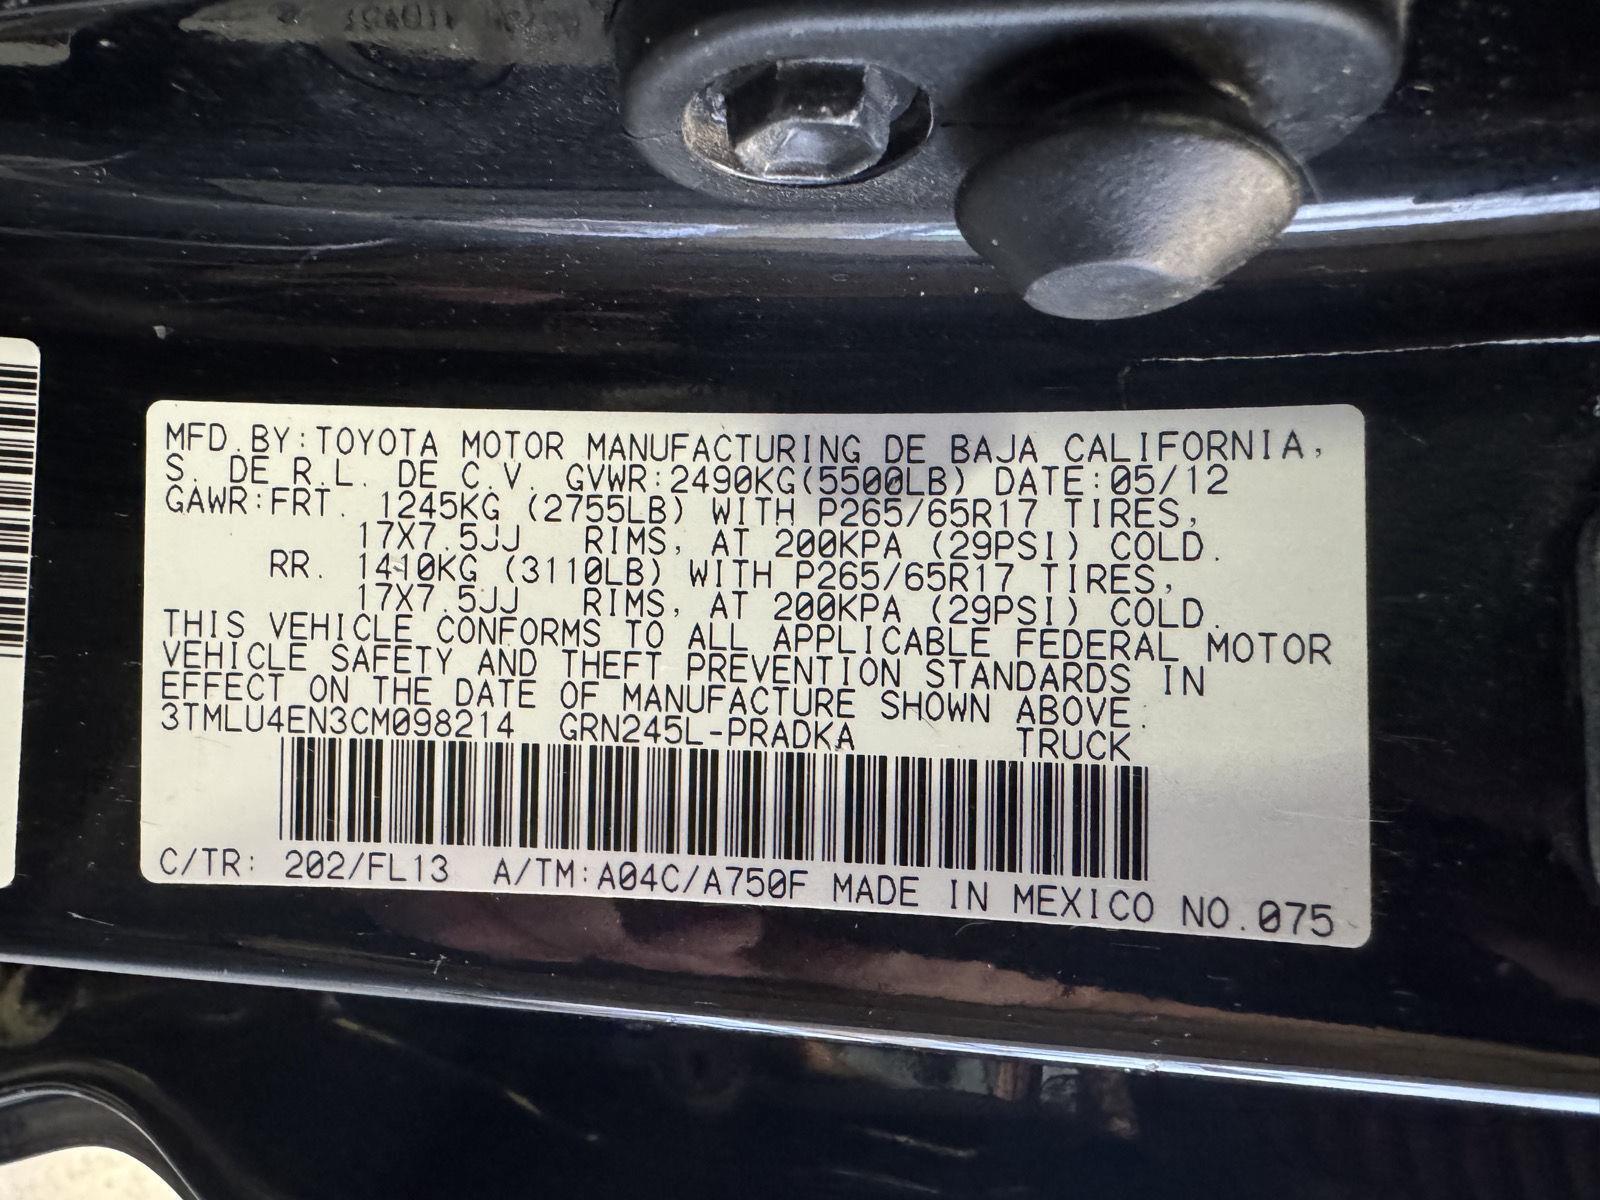 MFD.BY:TOYOTA MOTOR MANUFACTURING DE BAJA CALIFORNIA,
S. DE R.L. DE C.V. GVWR:2490KG(5500LB) DATE:05/12
GAWR:FRT. 1245KG (2755LB) WITH P265/65R17 TIRES,
17X7.5JJ RIMS, AT 200KPA (29PSI) COLD.
RR. 1410KG (3110LB) WITH P265/65R17 TIRES,
17X7.5JJ RIMS, AT 200KPA (29PSI) COLD.
THIS VEHICLE CONFORMS TO ALL APPLICABLE FEDERAL MOTOR
VEHICLE SAFETY AND THEFT PREVENTION STANDARDS IN
EFFECT ON THE DATE OF MANUFACTURE SHOWN ABOVE.
3TMLU4EN3CM098214 GRN245L-PRADKA TRUCK
C/TR: 202/FL13 A/TM:A04C/A750F MADE IN MEXICO NO.075